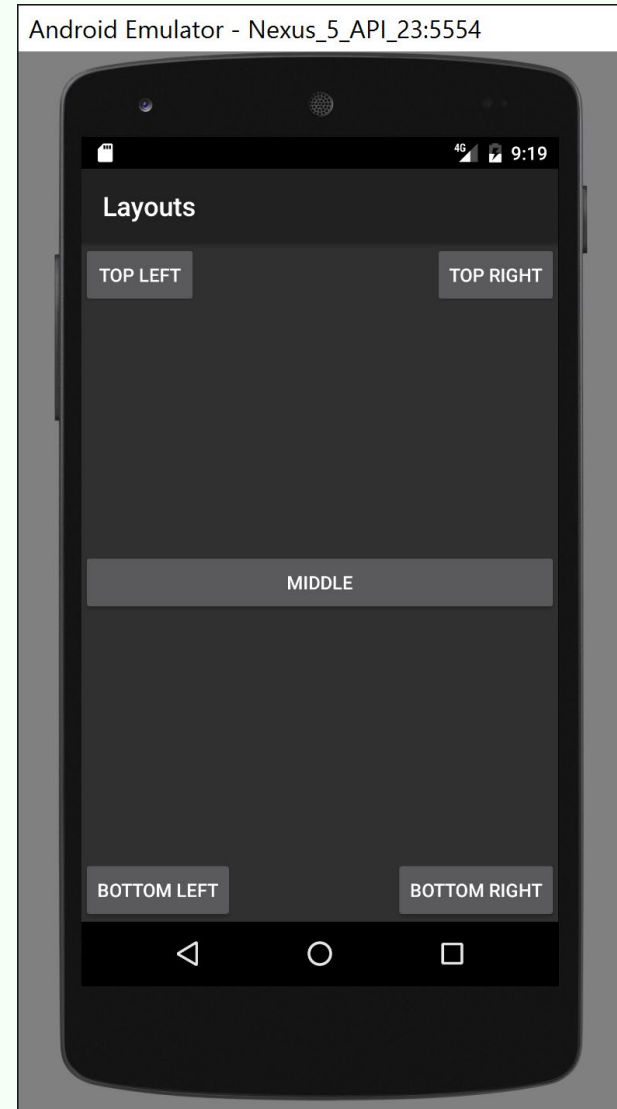 Android Emulator - Nexus_5_API_23:5554
4G 9:19
Layouts
TOP LEFT TOP RIGHT
MIDDLE
BOTTOM LEFT BOTTOM RIGHT